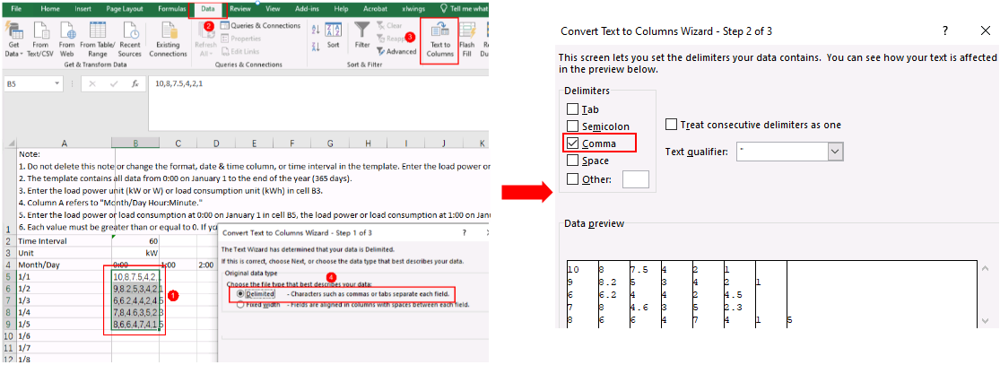 File Home Insert Page Layout Formulas Data Review View Add-ins Help Acrobat xlwings Tell me what
2
3
Get Data
From Text/CSV
From Web
From Table/ Range
Recent Sources
Existing Connections
Get & Transform Data
Refresh All
Queries & Connections
Properties
Edit Links
Queries & Connections
Sort
Filter
Clear
Reapp
Advanced
Sort & Filter
Text to Columns
Flash Fill
B5 fx 10,8,7.5,4,2,1
A B C D E F G H I J K
Note:
1. Do not delete this note or change the format, date & time column, or time interval in the template. Enter the load power or
2. The template contains all data from 0:00 on January 1 to the end of the year (365 days).
3. Enter the load power unit (kW or W) or load consumption unit (kWh) in cell B3.
4. Column A refers to "Month/Day Hour:Minute."
5. Enter the load power or load consumption at 0:00 on January 1 in cell B5, the load power or load consumption at 1:00 on Janu
1 6. Each value must be greater than or equal to 0. If yo
2 Time Interval 60
3 Unit kW
4 Month/Day 0:00 1:00 2:00
5 1/1 10,8,7.5,4,2,1
6 1/2 9,8.2,5,3,4,2,1
7 1/3 6,6.2,4,4,2,4.5
8 1/4 7,8,4.6,3,5,2.3
9 1/5 8,6,6,4,7,4,1,5
10 1/6
11 1/7
12 1/8
1
Convert Text to Columns Wizard - Step 1 of 3 ?
The Text Wizard has determined that your data is Delimited.
If this is correct, choose Next, or choose the data type that best describes your data.
Original data type
4
Choose the file type that best describes your data:
Delimited - Characters such as commas or tabs separate each field.
Fixed width - Fields are aligned in columns with spaces between each field.
Convert Text to Columns Wizard - Step 2 of 3 ?
This screen lets you set the delimiters your data contains. You can see how your text is affected
in the preview below.
Delimiters
Tab
Semicolon
Comma
Space
Other:
Treat consecutive delimiters as one
Text qualifier: "
Data preview
10 8 7.5 4 2 1
9 8.2 5 3 4 2 1
6 6.2 4 4 2 4.5
7 8 4.6 3 5 2.3
8 6 6 4 7 4 1 5